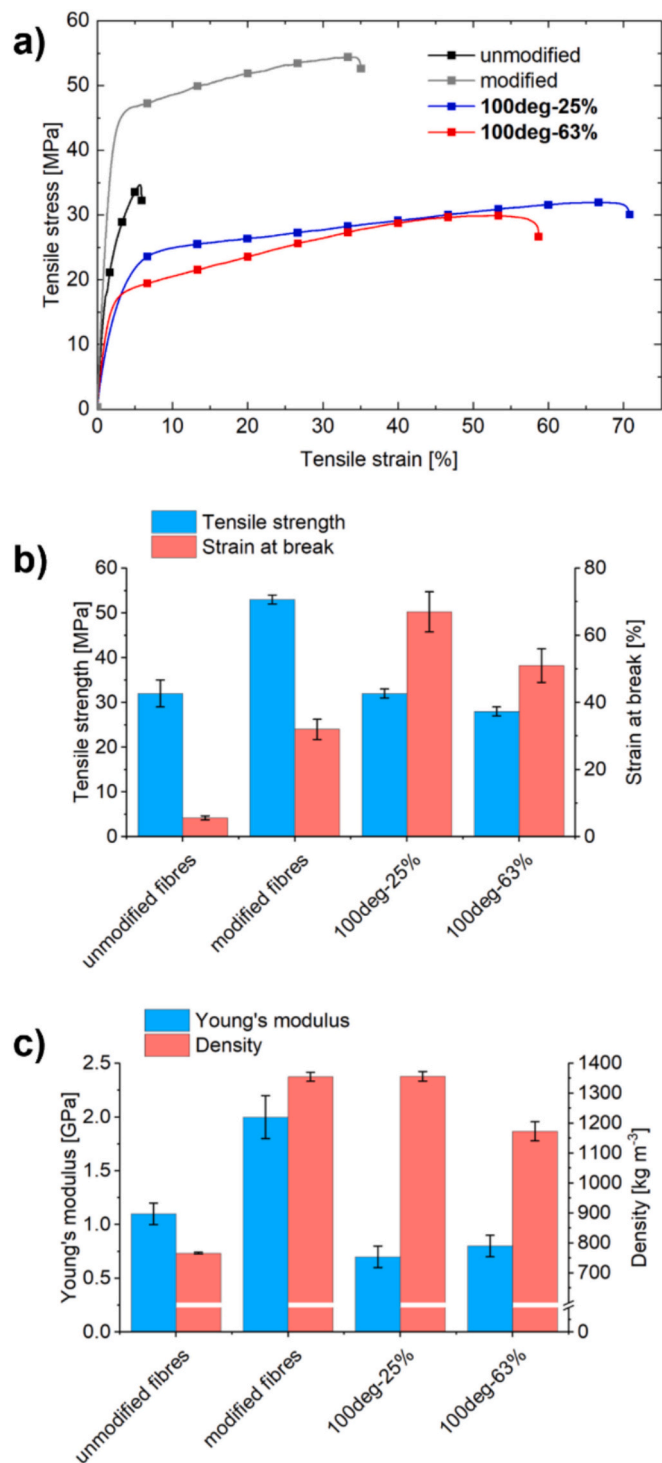 a)
unmodified
modified
100deg-25%
100deg-63%
Tensile stress [MPa]
60
50
40
30
20
10
0
0 10 20 30 40 50 60 70
Tensile strain [%]
b)
Tensile strength
Strain at break
Tensile strength [MPa]
60
50
40
30
20
10
0
Strain at break [%]
80
60
40
20
0
unmodified fibres
modified fibres
100deg-25%
100deg-63%
c)
Young's modulus
Density
Young's modulus [GPa]
2.5
2.0
1.5
1.0
0.5
0.0
Density [kg m-3]
1400
1300
1200
1100
1000
900
800
700
0
unmodified fibres
modified fibres
100deg-25%
100deg-63%